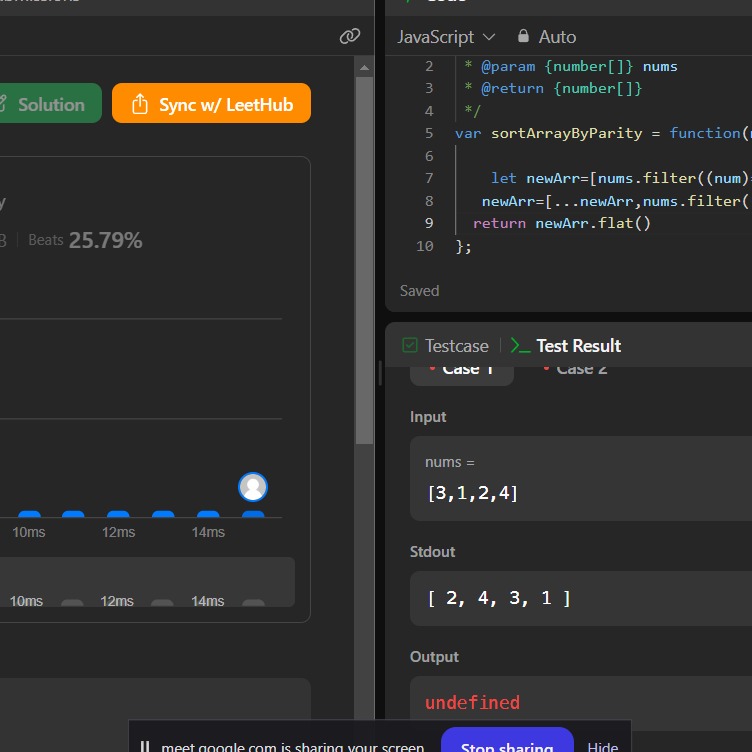 Solution
Sync w/ LeetHub
y
Beats 25.79%
10ms
12ms
14ms
10ms
12ms
14ms
Code
JavaScript
Auto
2 * @param {number[]} nums
3 * @return {number[]}
4 */
5 var sortArrayByParity = function(
6
7 let newArr=[nums.filter((num)
8 newArr=[...newArr,nums.filter(
9 return newArr.flat()
10 };
Saved
Testcase
Test Result
Case 1
Case 2
Input
nums =
[3,1,2,4]
Stdout
[ 2, 4, 3, 1 ]
Output
undefined
meet.google.com is sharing your screen.
Stop sharing
Hide